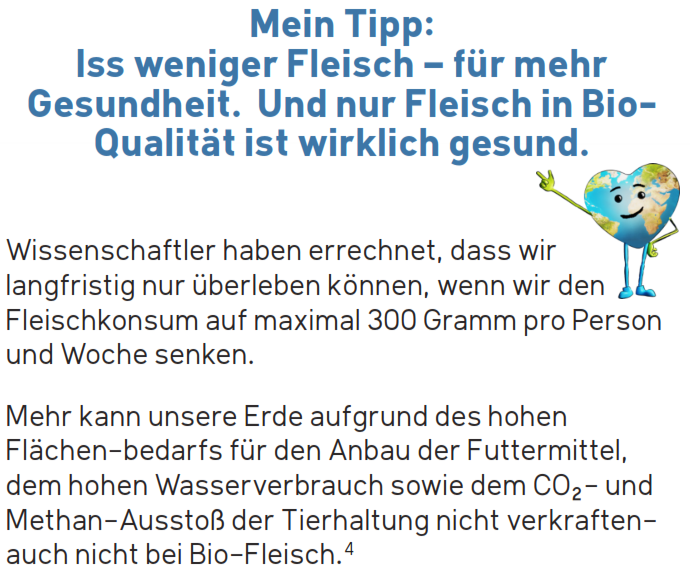 Mein Tipp:
Iss weniger Fleisch – für mehr
Gesundheit.  Und nur Fleisch in Bio-
Qualität ist wirklich gesund.
Wissenschaftler haben errechnet, dass wir
langfristig nur überleben können, wenn wir den
Fleischkonsum auf maximal 300 Gramm pro Person
und Woche senken.
Mehr kann unsere Erde aufgrund des hohen
Flächen-bedarfs für den Anbau der Futtermittel,
dem hohen Wasserverbrauch sowie dem CO₂- und
Methan-Ausstoß der Tierhaltung nicht verkraften-
auch nicht bei Bio-Fleisch.⁴